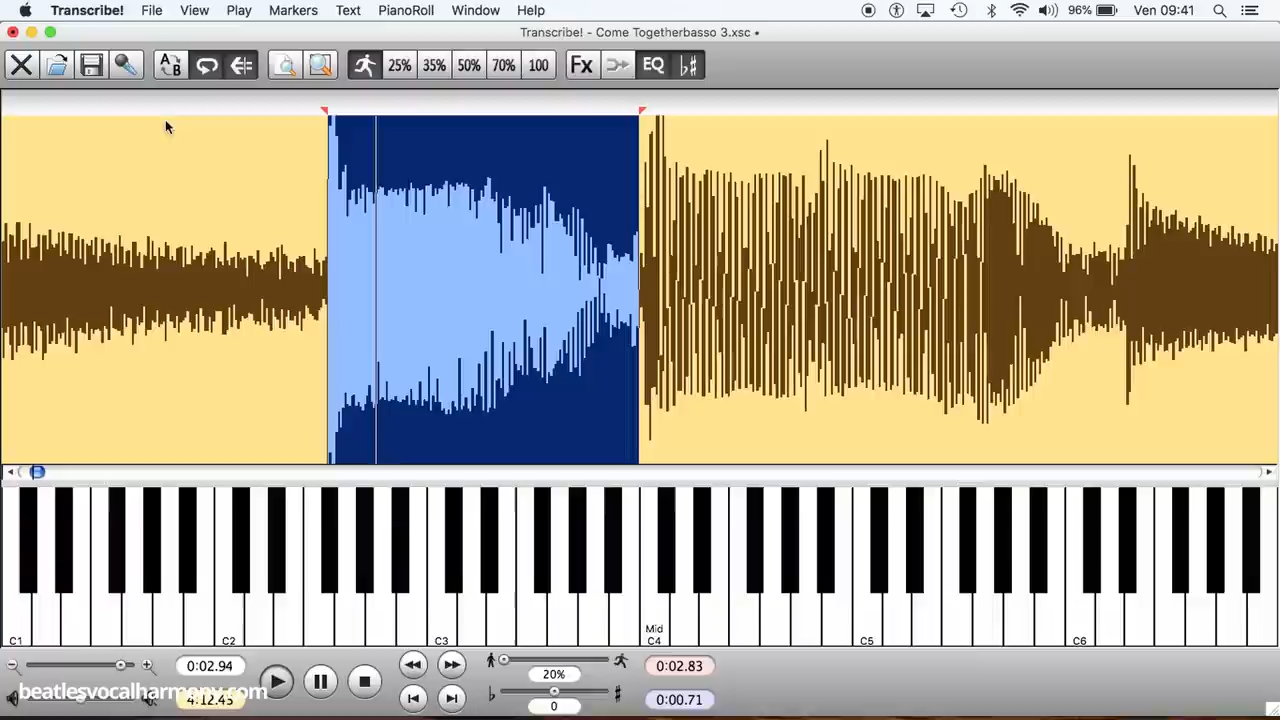 Transcribe! File View Play Markers Text PianoRoll Window Help 96% Ven 09:41
Transcribe! - Come Togetherbasso 3.xsc •
A B 25% 35% 50% 70% 100 Fx EQ ♭♯
Mid
C1 C2 C3 C4 C5 C6
0:02.94 20% 0:02.83
beatlesvocalharmony.com
4:12.45 ♭ 0 ♯ 0:00.71